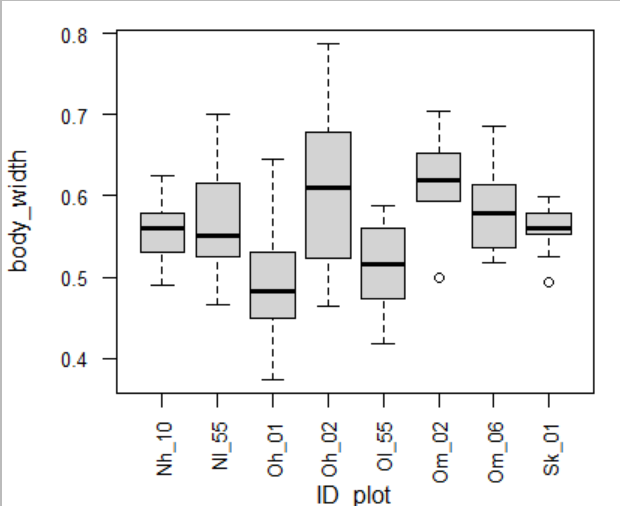 0.8
0.7
0.6
0.5
0.4
body_width
Nh_10
Nl_55
Oh_01
Oh_02
Ol_55
Om_02
Om_06
Sk_01
ID_plot